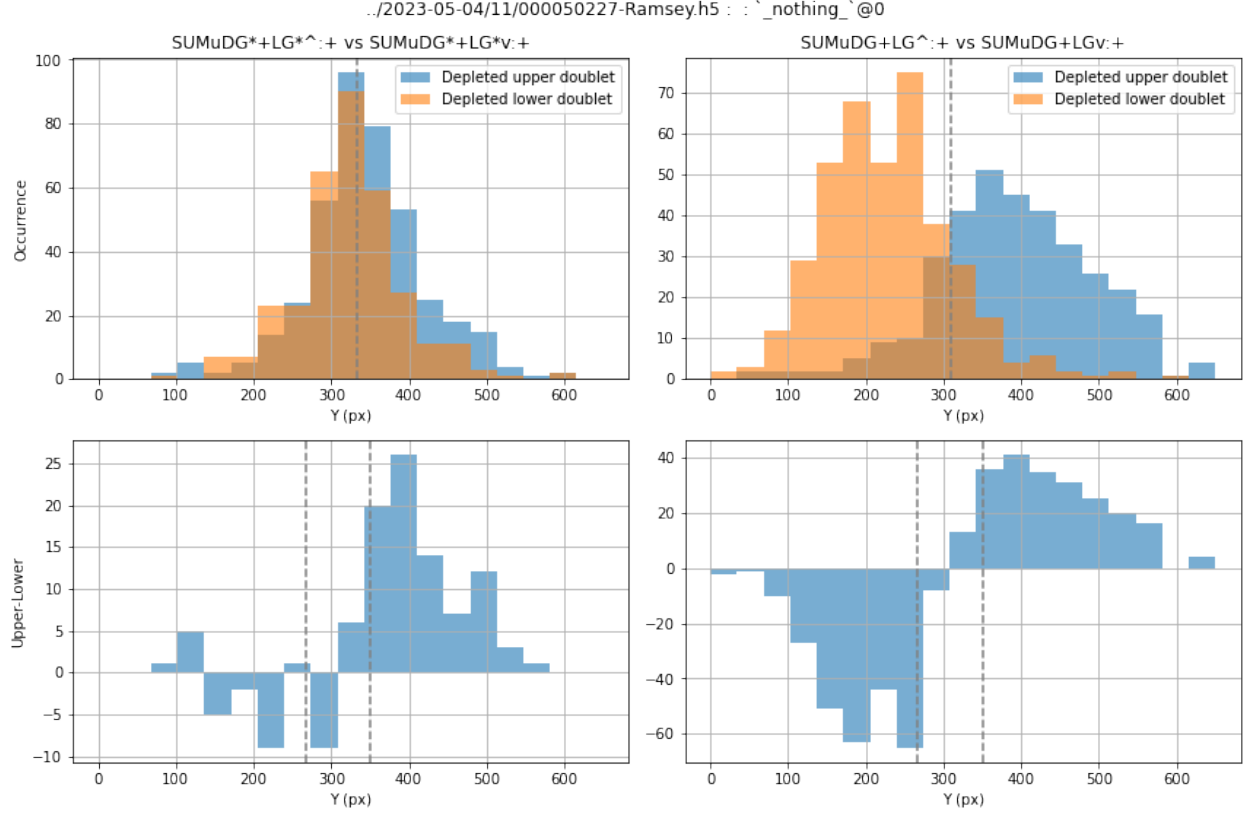 ../2023-05-04/11/000050227-Ramsey.h5 : : `_nothing_`@0
SUMuDG*+LG*^:+ vs SUMuDG*+LG*v:+
Depleted upper doublet
Depleted lower doublet
Occurrence
100
80
60
40
20
0
0 100 200 300 400 500 600
Y (px)
SUMuDG+LG^:+ vs SUMuDG+LGv:+
Depleted upper doublet
Depleted lower doublet
70
60
50
40
30
20
10
0
0 100 200 300 400 500 600
Y (px)
Upper-Lower
25
20
15
10
5
0
−5
−10
0 100 200 300 400 500 600
Y (px)
40
20
0
−20
−40
−60
0 100 200 300 400 500 600
Y (px)